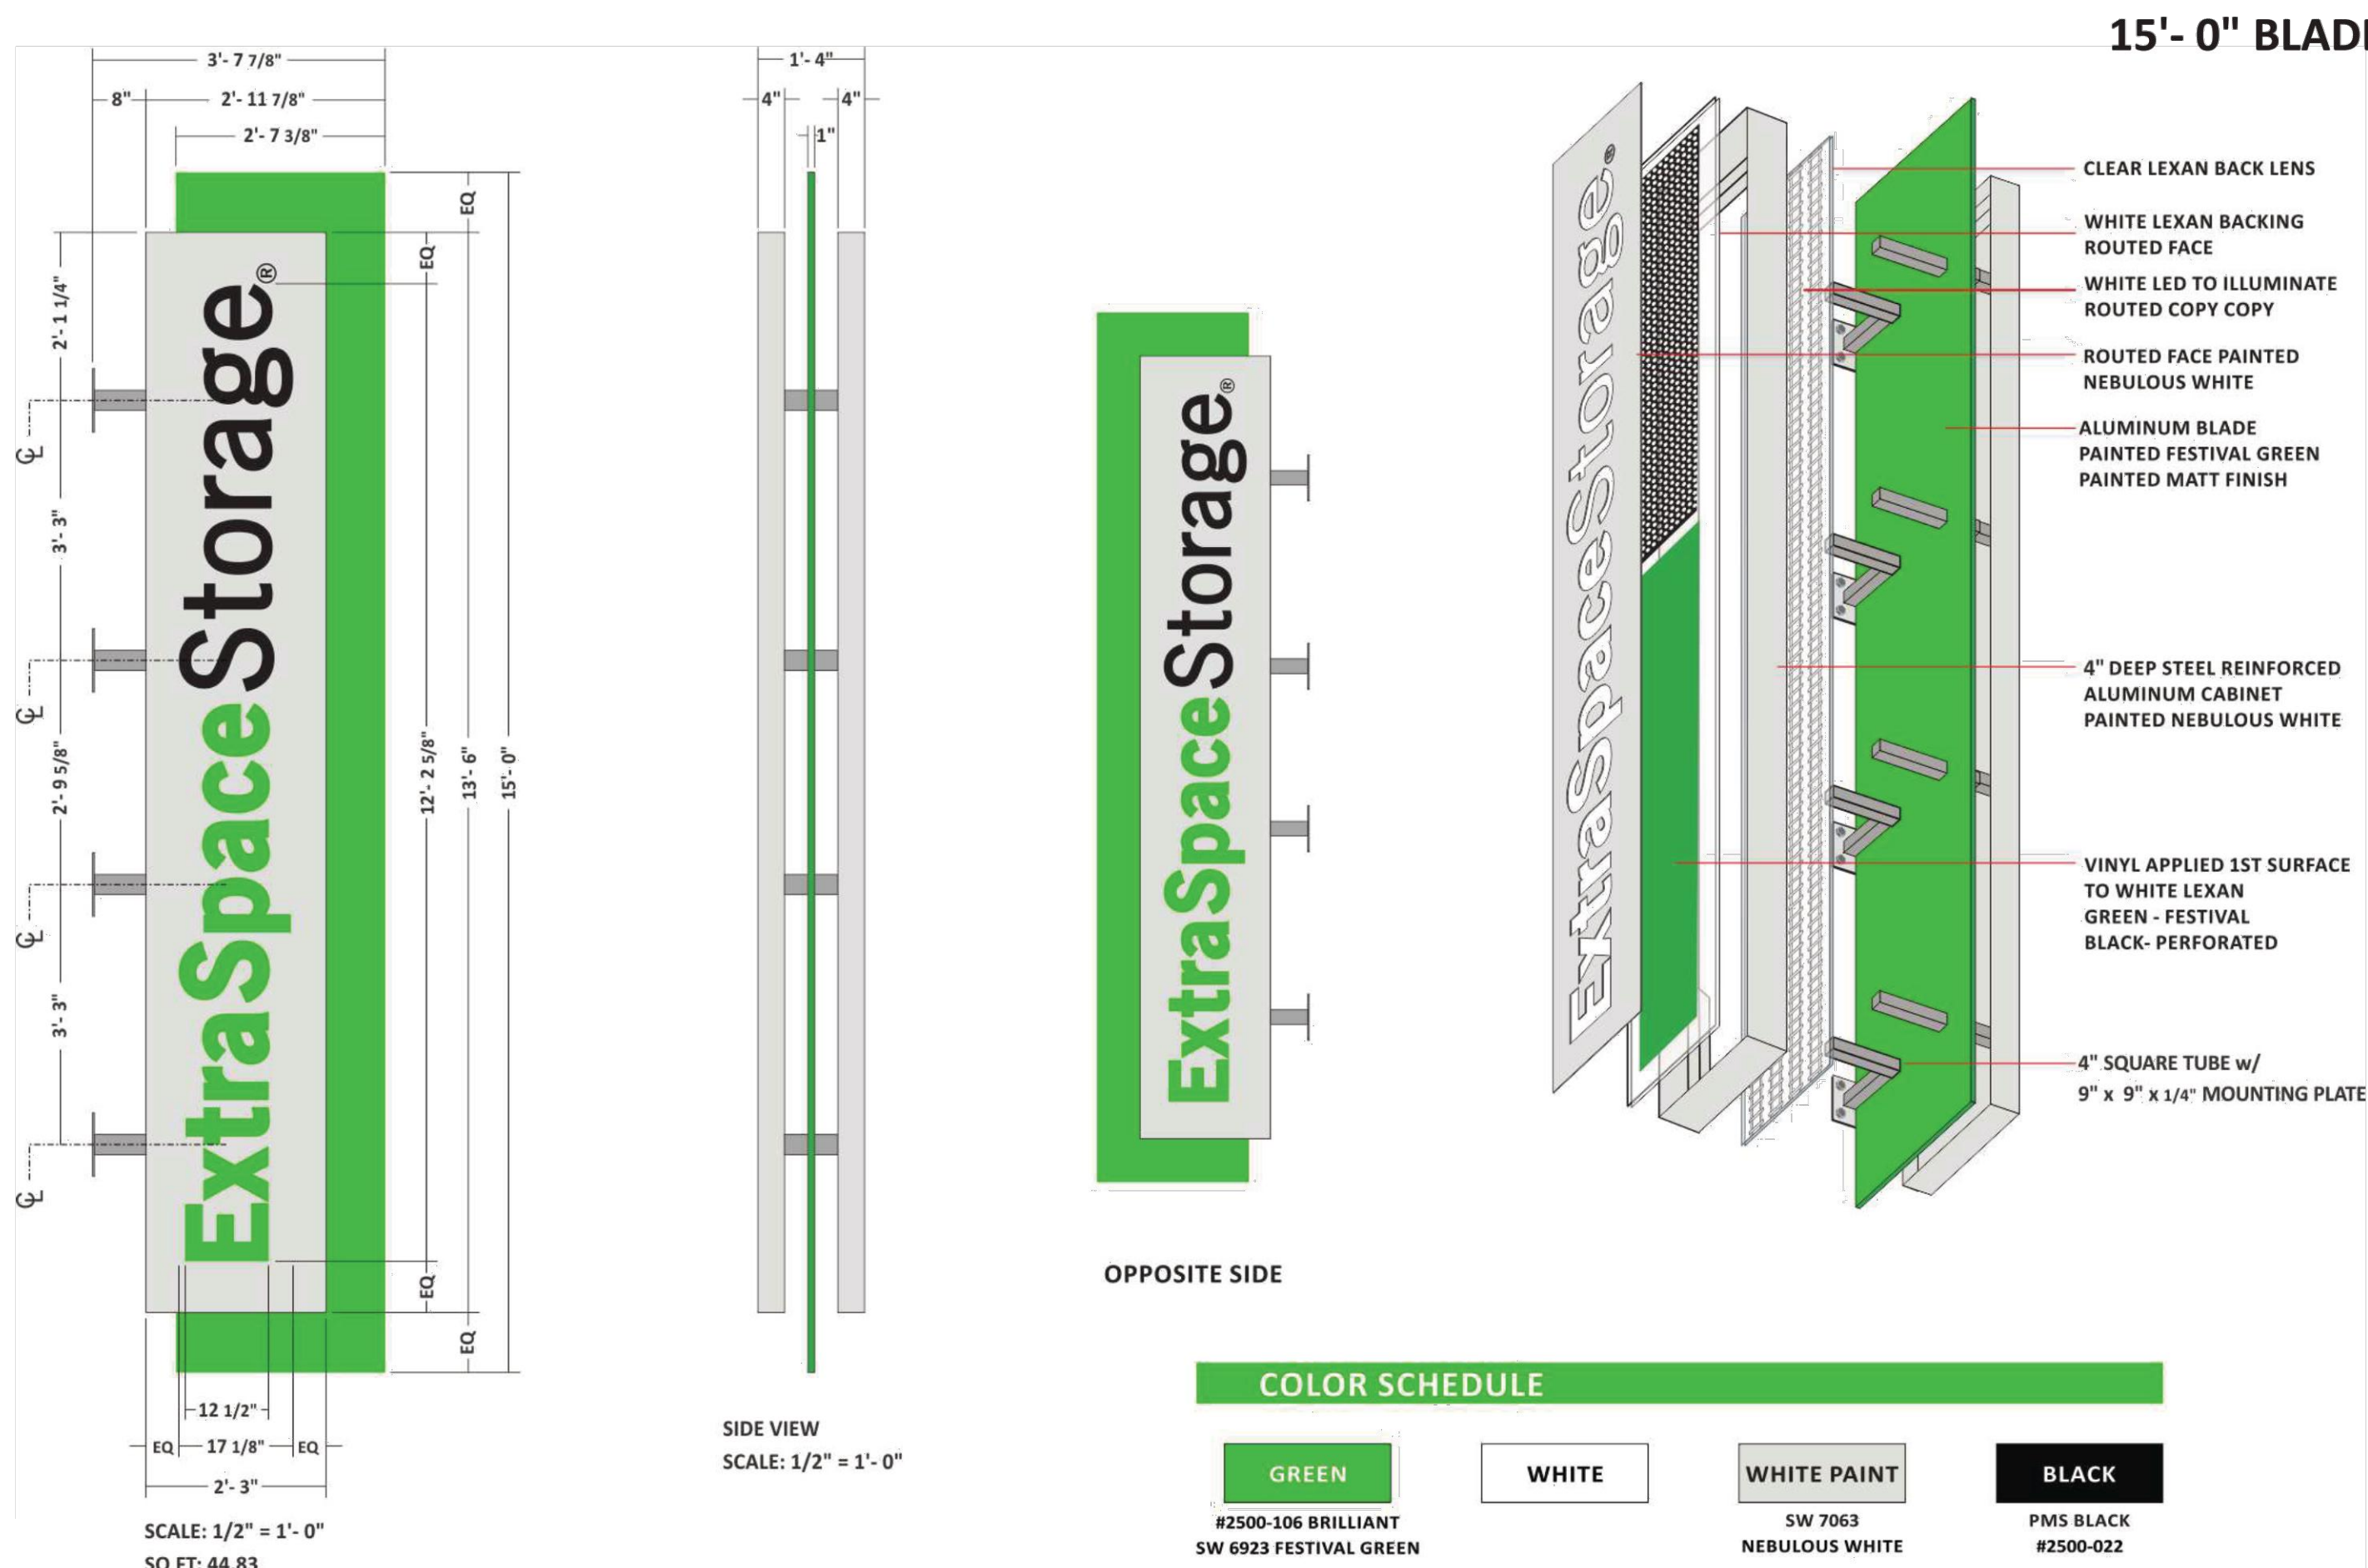 15'- 0" BLADE
3'- 7 7/8"
8"
2'- 11 7/8"
2'- 7 3/8"
EQ
EQ
2'- 1 1/4"
3'- 3"
2'- 9 5/8"
3'- 3"
℄
℄
℄
℄
ExtraSpaceStorage®
12'- 2 5/8"
13'- 6"
15'- 0"
EQ
EQ
12 1/2"
EQ
17 1/8"
EQ
2'- 3"
SCALE: 1/2" = 1'- 0"
SQ FT: 44.83
1'- 4"
4"
4"
1"
SIDE VIEW
SCALE: 1/2" = 1'- 0"
ExtraSpaceStorage®
OPPOSITE SIDE
ExtraSpaceStorage®
CLEAR LEXAN BACK LENS
WHITE LEXAN BACKING
ROUTED FACE
WHITE LED TO ILLUMINATE
ROUTED COPY COPY
ROUTED FACE PAINTED
NEBULOUS WHITE
ALUMINUM BLADE
PAINTED FESTIVAL GREEN
PAINTED MATT FINISH
4" DEEP STEEL REINFORCED
ALUMINUM CABINET
PAINTED NEBULOUS WHITE
VINYL APPLIED 1ST SURFACE
TO WHITE LEXAN
GREEN - FESTIVAL
BLACK- PERFORATED
4" SQUARE TUBE w/
9" x 9" x 1/4" MOUNTING PLATE
COLOR SCHEDULE
GREEN
#2500-106 BRILLIANT
SW 6923 FESTIVAL GREEN
WHITE
WHITE PAINT
SW 7063
NEBULOUS WHITE
BLACK
PMS BLACK
#2500-022